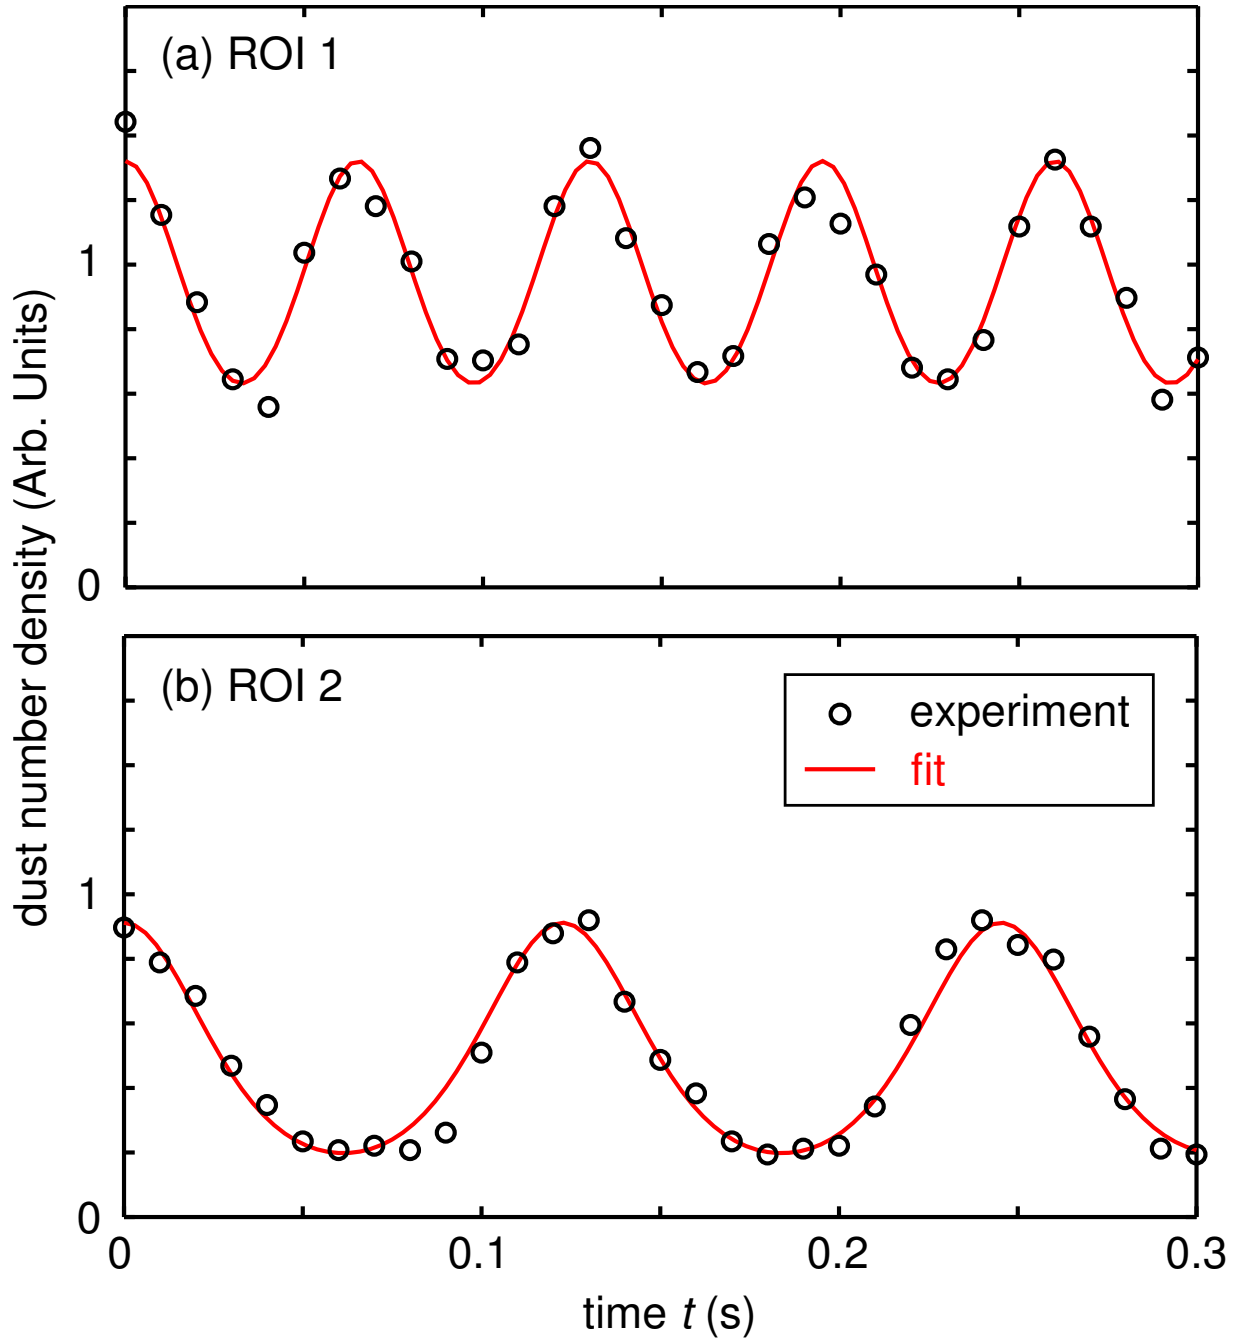 (a) ROI 1
1
0
dust number density (Arb. Units)
(b) ROI 2
experiment
fit
1
0
0 0.1 0.2 0.3
time t (s)